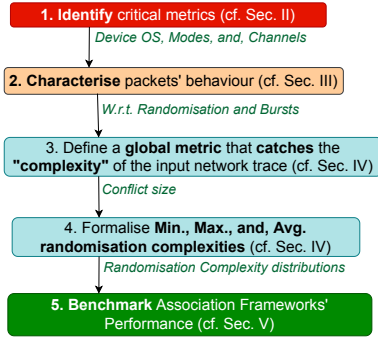 1. Identify critical metrics (cf. Sec. II)
Device OS, Modes, and, Channels
2. Characterise packets' behaviour (cf. Sec. III)
W.r.t. Randomisation and Bursts
3. Define a global metric that catches the
"complexity" of the input network trace (cf. Sec. IV)
Conflict size
4. Formalise Min., Max., and, Avg.
randomisation complexities (cf. Sec. IV)
Randomisation Complexity distributions
5. Benchmark Association Frameworks'
Performance (cf. Sec. V)